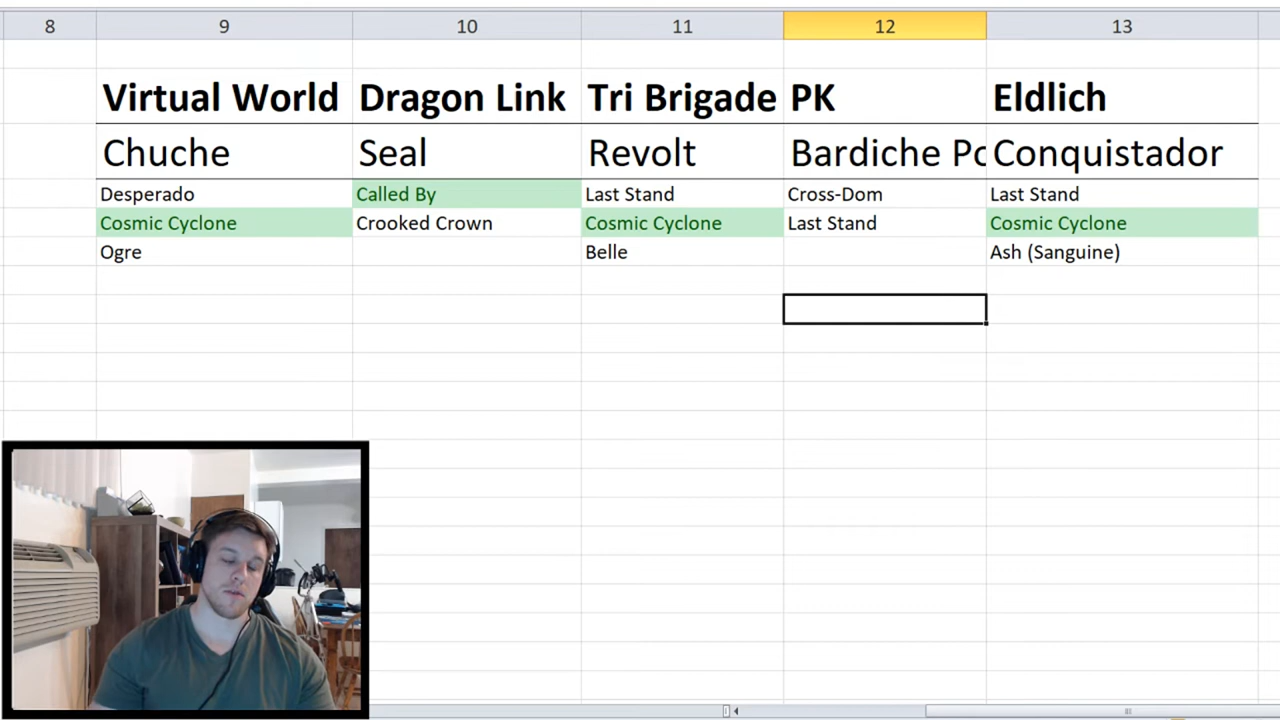 8 9 10 11 12 13
Virtual World Dragon Link Tri Brigade PK Eldlich
Chuche Seal Revolt Bardiche Po Conquistador
Desperado Called By Last Stand Cross-Dom Last Stand
Cosmic Cyclone Crooked Crown Cosmic Cyclone Last Stand Cosmic Cyclone
Ogre Belle Ash (Sanguine)